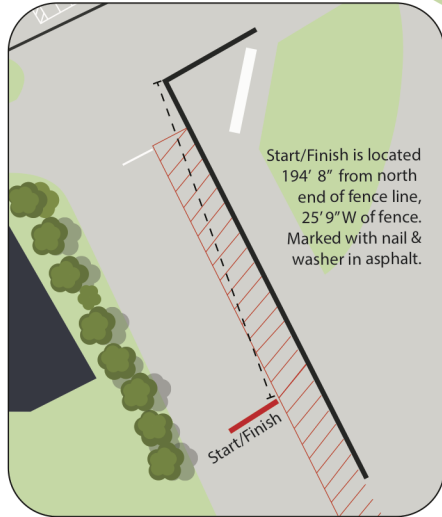 Start/Finish is located
194' 8" from north
end of fence line,
25' 9" W of fence.
Marked with nail &
washer in asphalt.
Start/Finish